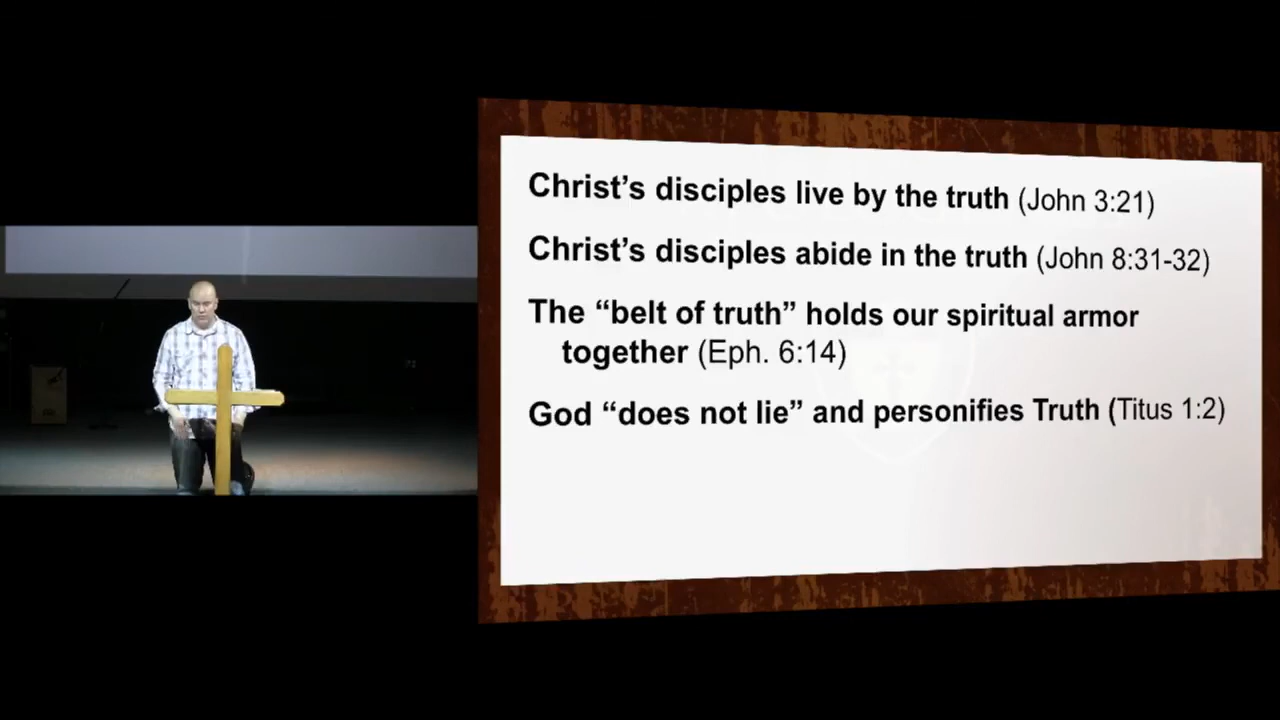 Christ’s disciples live by the truth (John 3:21)
Christ’s disciples abide in the truth (John 8:31-32)
The “belt of truth” holds our spiritual armor
together (Eph. 6:14)
God “does not lie” and personifies Truth (Titus 1:2)